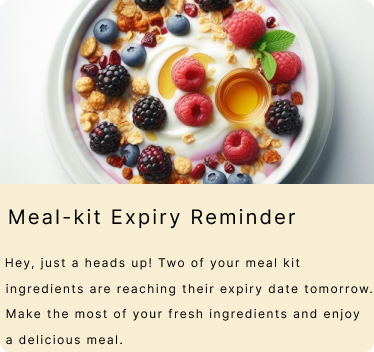 Meal-kit Expiry Reminder
Hey, just a heads up! Two of your meal kit
ingredients are reaching their expiry date tomorrow.
Make the most of your fresh ingredients and enjoy
a delicious meal.